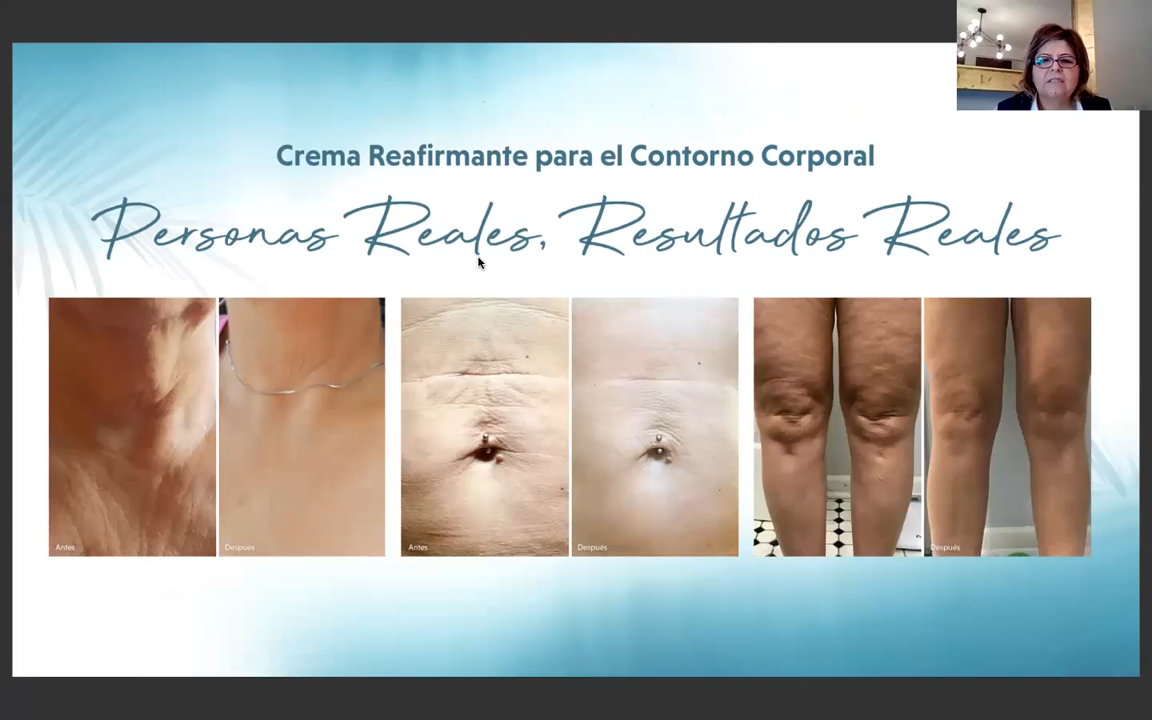 Crema Reafirmante para el Contorno Corporal
Personas Reales, Resultados Reales
Antes
Después
Antes
Después
Después